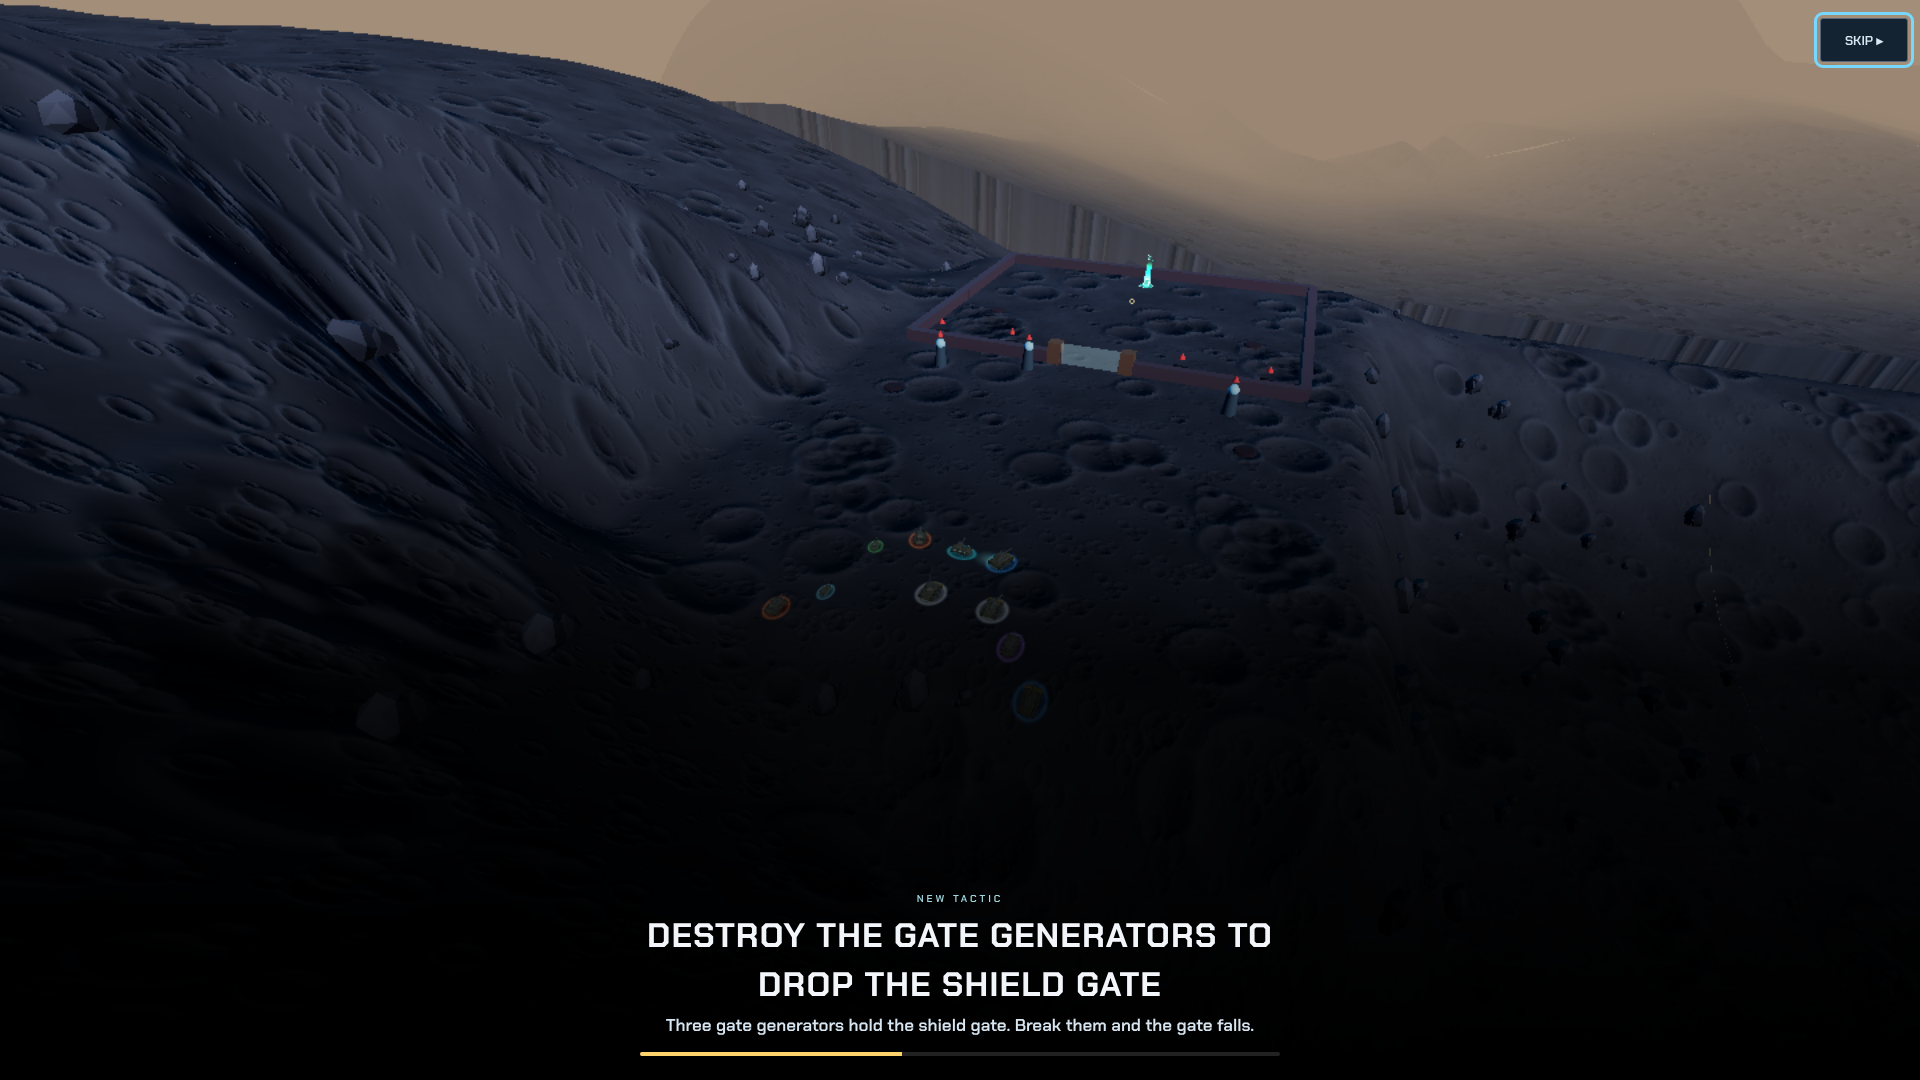 SKIP ▸
NEW TACTIC
DESTROY THE GATE GENERATORS TO
DROP THE SHIELD GATE
Three gate generators hold the shield gate. Break them and the gate falls.